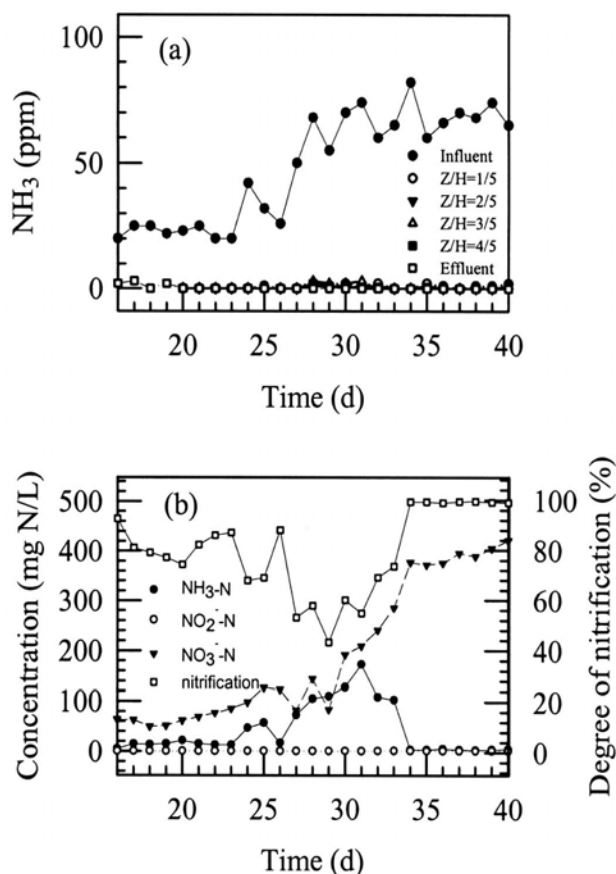 (a)
NH₃ (ppm)
100
50
0
Influent
Z/H=1/5
Z/H=2/5
Z/H=3/5
Z/H=4/5
Effluent
20 25 30 35 40
Time (d)
(b)
Concentration (mg N/L)
500
400
300
200
100
0
NH₃-N
NO₂⁻-N
NO₃⁻-N
nitrification
100
80
60
40
20
0
Degree of nitrification (%)
20 25 30 35 40
Time (d)